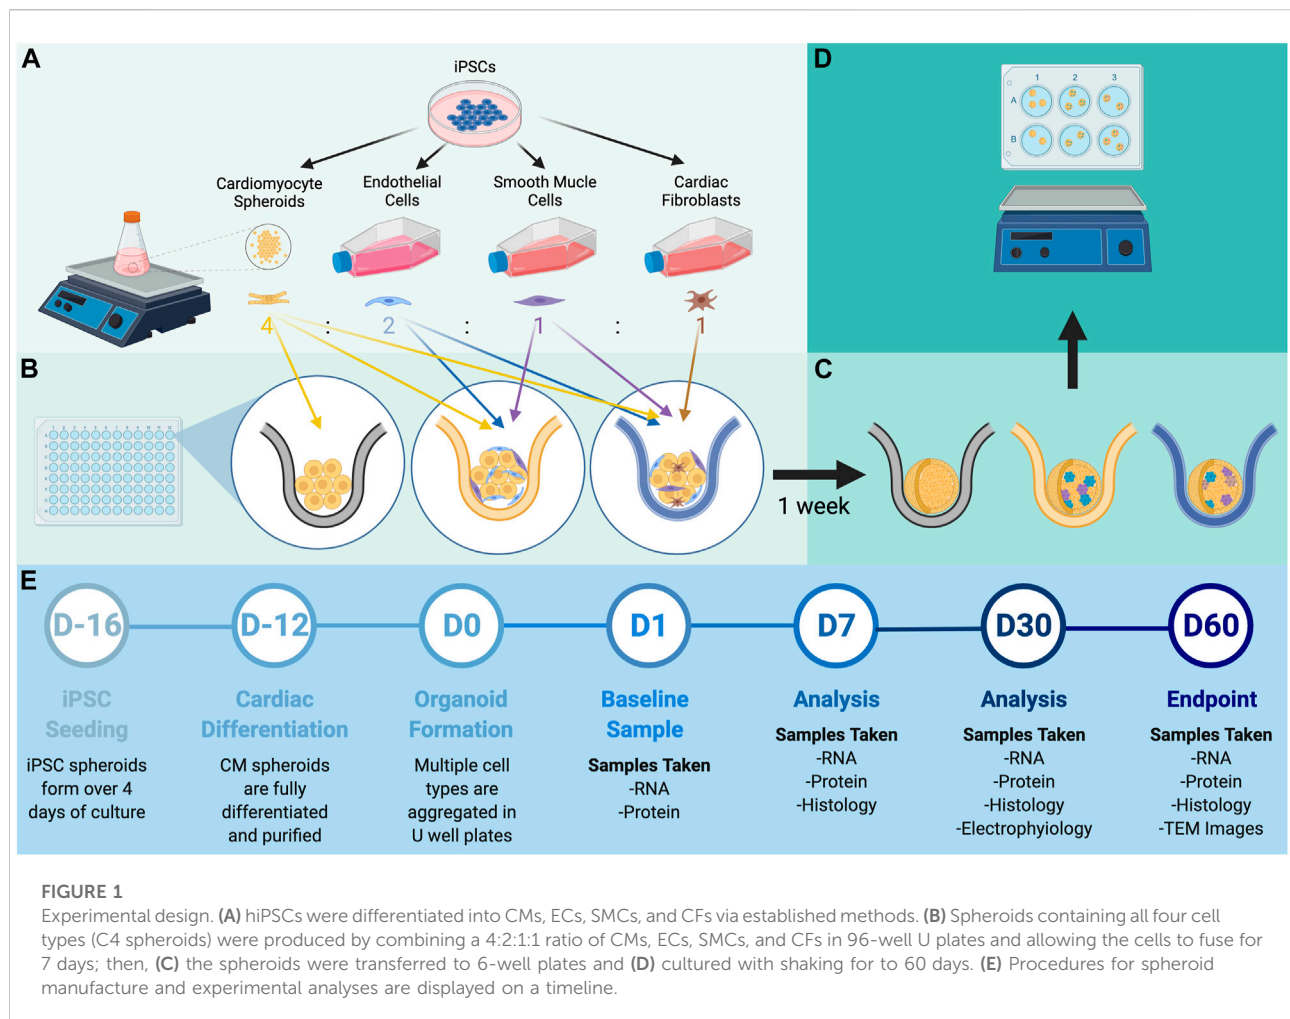 A
iPSCs
Cardiomyocyte
Spheroids
Endothelial
Cells
Smooth Mucle
Cells
Cardiac
Fibroblasts
4 : 2 : 1 : 1
B
1 week
C
D
1 2 3
A
B
E
D-16
D-12
D0
D1
D7
D30
D60
iPSC
Seeding
iPSC spheroids
form over 4
days of culture
Cardiac
Differentiation
CM spheroids
are fully
differentiated
and purified
Organoid
Formation
Multiple cell
types are
aggregated in
U well plates
Baseline
Sample
Samples Taken
-RNA
-Protein
Analysis
Samples Taken
-RNA
-Protein
-Histology
Analysis
Samples Taken
-RNA
-Protein
-Histology
-Electrophyiology
Endpoint
Samples Taken
-RNA
-Protein
-Histology
-TEM Images
FIGURE 1
Experimental design. (A) hiPSCs were differentiated into CMs, ECs, SMCs, and CFs via established methods. (B) Spheroids containing all four cell
types (C4 spheroids) were produced by combining a 4:2:1:1 ratio of CMs, ECs, SMCs, and CFs in 96-well U plates and allowing the cells to fuse for
7 days; then, (C) the spheroids were transferred to 6-well plates and (D) cultured with shaking for to 60 days. (E) Procedures for spheroid
manufacture and experimental analyses are displayed on a timeline.